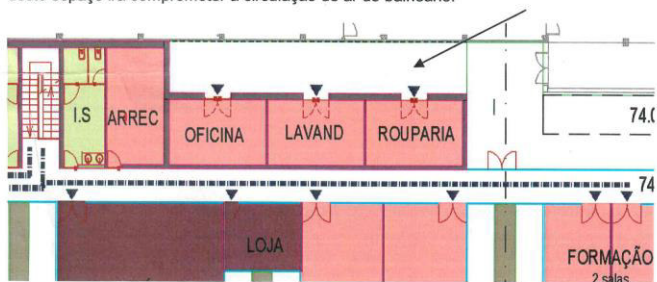 I.S
ARREC
OFICINA
LAVAND
ROUPARIA
74.0
74
LOJA
FORMAÇÃO
2 salas